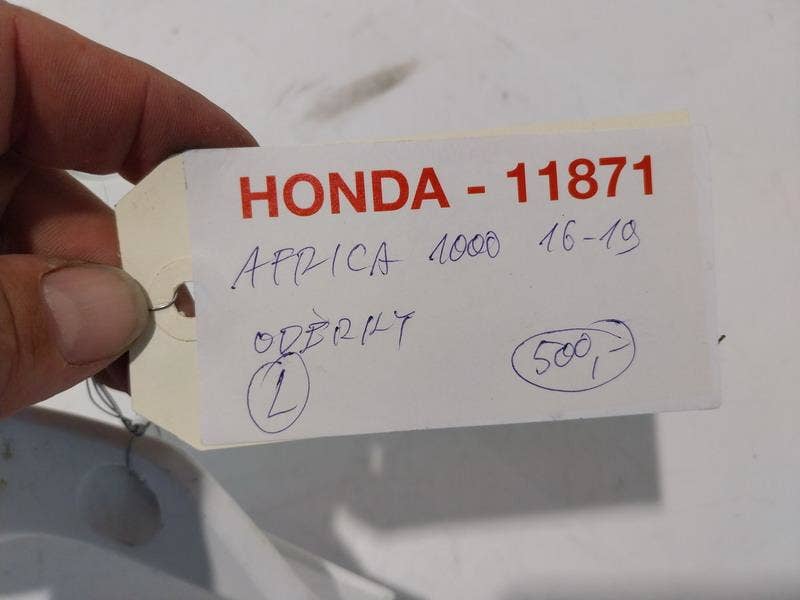 HONDA - 11871
AFRICA 1000 16-19
ODĚRKY
L
500,-